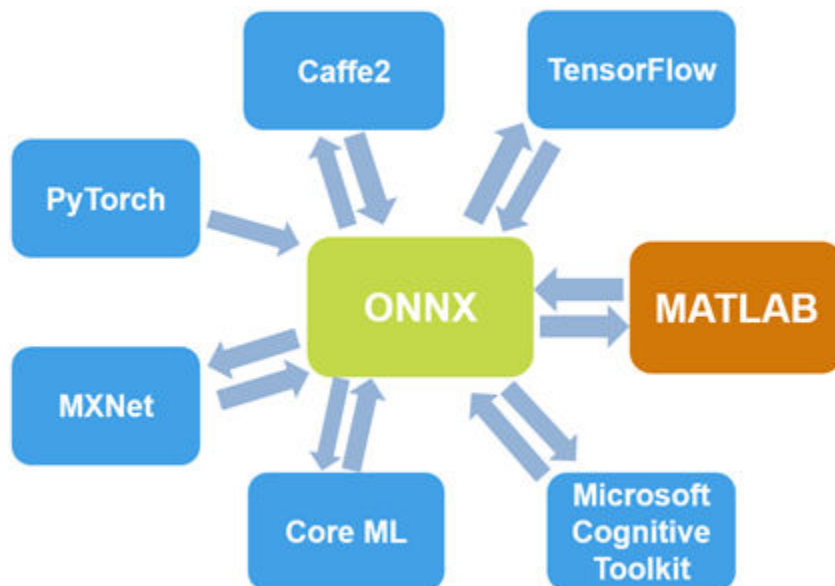 Caffe2
TensorFlow
PyTorch
ONNX
MATLAB
MXNet
Core ML
Microsoft
Cognitive
Toolkit